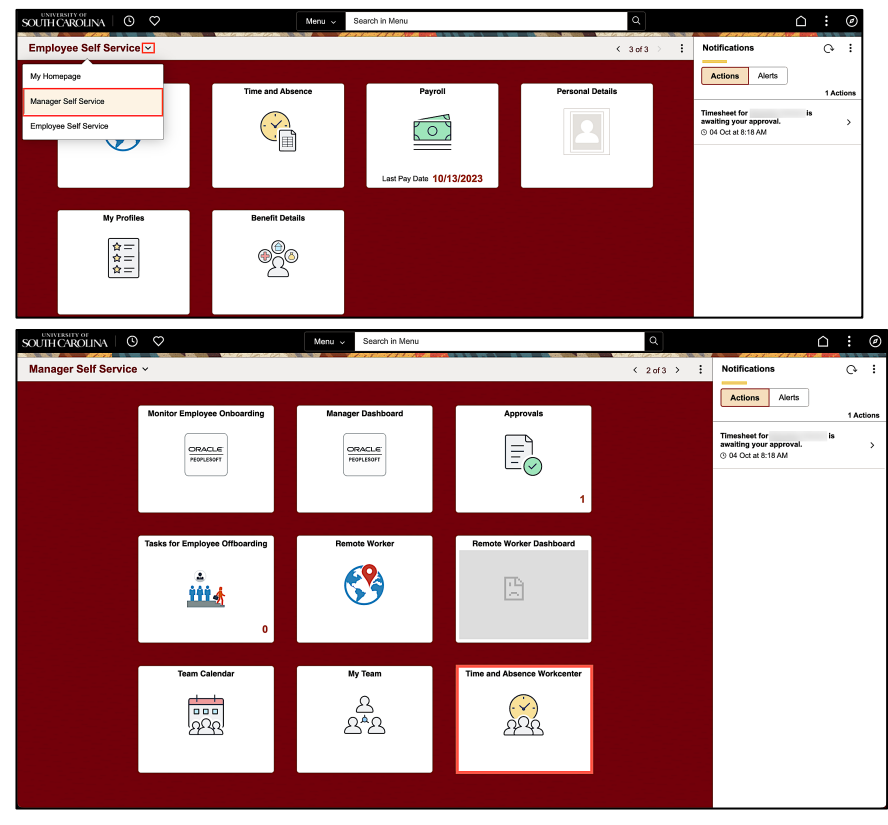 UNIVERSITY OF
SOUTH CAROLINA
Menu
Search in Menu
Employee Self Service
3 of 3
My Homepage
Manager Self Service
Employee Self Service
Time and Absence
Payroll
Last Pay Date 10/13/2023
Personal Details
My Profiles
Benefit Details
Notifications
Actions
Alerts
1 Actions
Timesheet for is
awaiting your approval.
04 Oct at 8:18 AM
UNIVERSITY OF
SOUTH CAROLINA
Menu
Search in Menu
Manager Self Service
2 of 3
Monitor Employee Onboarding
ORACLE
PEOPLESOFT
Manager Dashboard
ORACLE
PEOPLESOFT
Approvals
1
Tasks for Employee Offboarding
0
Remote Worker
Remote Worker Dashboard
Team Calendar
My Team
Time and Absence Workcenter
Notifications
Actions
Alerts
1 Actions
Timesheet for is
awaiting your approval.
04 Oct at 8:18 AM